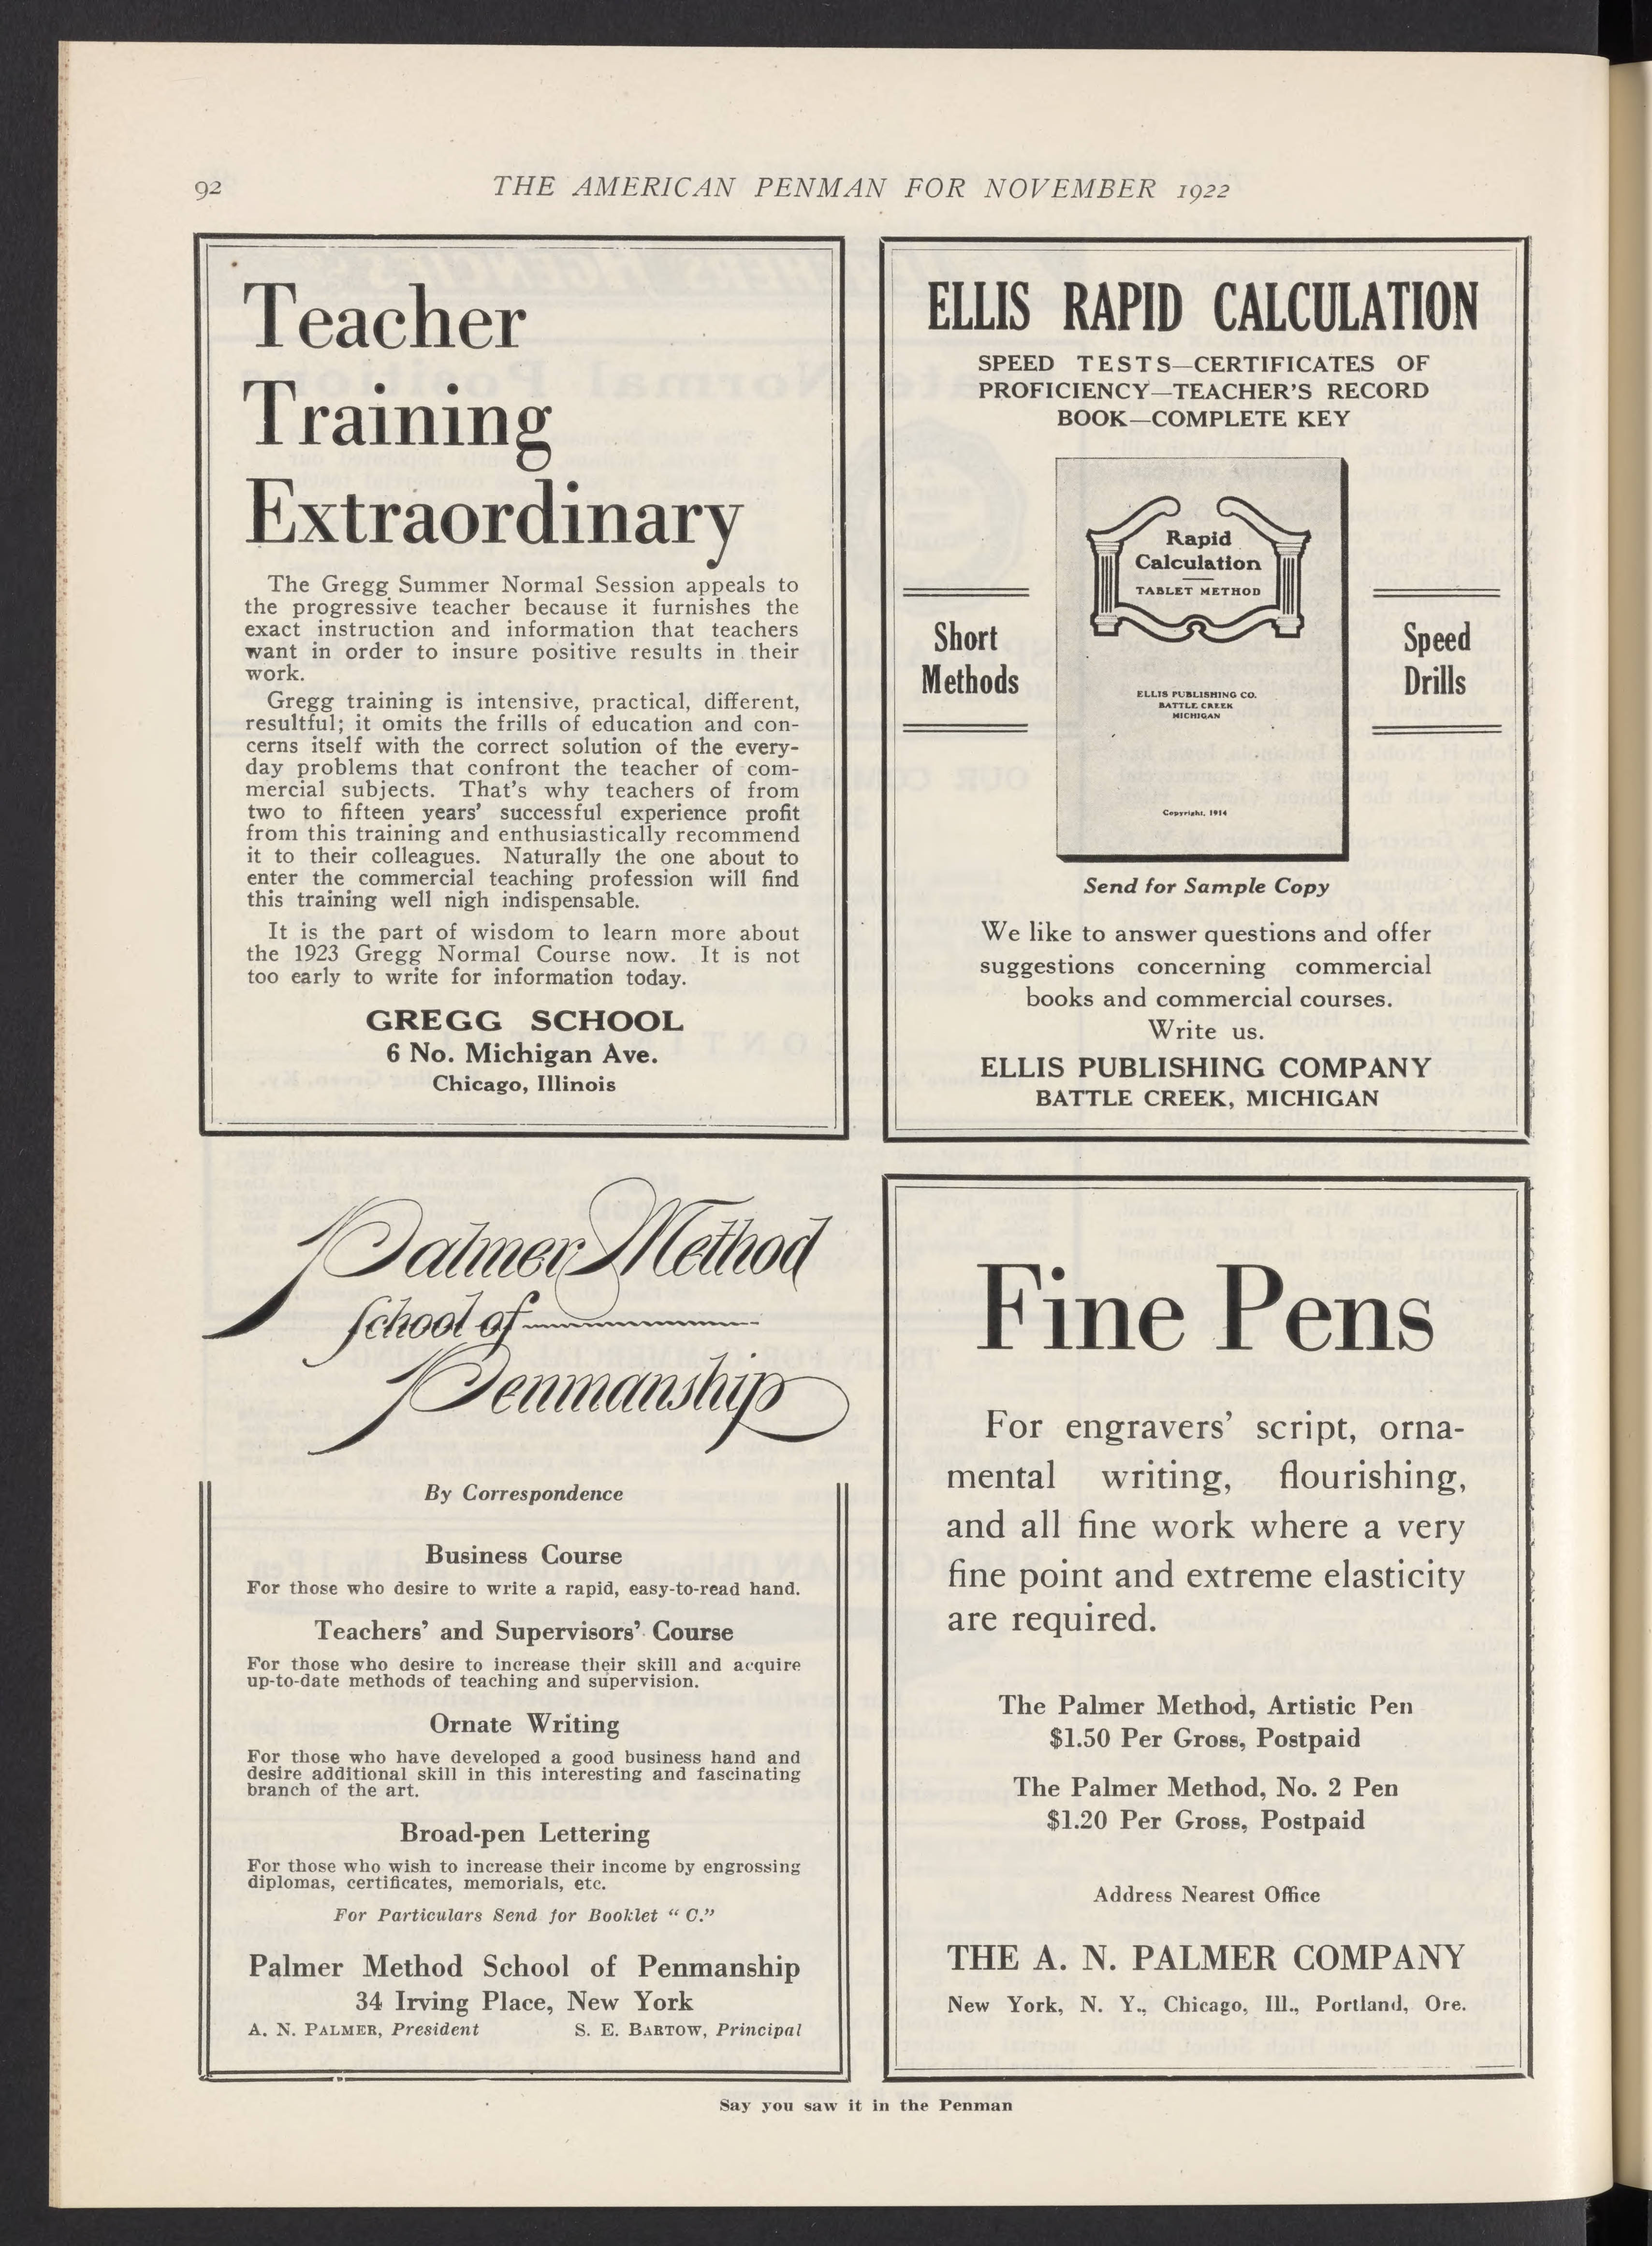 92
THE AMERICAN PENMAN FOR NOVEMBER 1922
Teacher
Training
Extraordinary
The Gregg Summer Normal Session appeals to
the progressive teacher because it furnishes the
exact instruction and information that teachers
want in order to insure positive results in their
work.
Gregg training is intensive, practical, different,
resultful; it omits the frills of education and con-
cerns itself with the correct solution of the every-
day problems that confront the teacher of com-
mercial subjects. That's why teachers of from
two to fifteen years' successful experience profit
from this training and enthusiastically recommend
it to their colleagues. Naturally the one about to
enter the commercial teaching profession will find
this training well nigh indispensable.
It is the part of wisdom to learn more about
the 1923 Gregg Normal Course now. It is not
too early to write for information today.
GREGG SCHOOL
6 No. Michigan Ave.
Chicago, Illinois
ELLIS RAPID CALCULATION
SPEED TESTS—CERTIFICATES OF
PROFICIENCY—TEACHER'S RECORD
BOOK—COMPLETE KEY
Short
Methods
Rapid
Calculation
TABLET METHOD
ELLIS PUBLISHING CO.
BATTLE CREEK
MICHIGAN
Copyright, 1914
Speed
Drills
Send for Sample Copy
We like to answer questions and offer
suggestions concerning commercial
books and commercial courses.
Write us.
ELLIS PUBLISHING COMPANY
BATTLE CREEK, MICHIGAN
Palmer Method
School of
Penmanship
By Correspondence
Business Course
For those who desire to write a rapid, easy-to-read hand.
Teachers' and Supervisors' Course
For those who desire to increase their skill and acquire
up-to-date methods of teaching and supervision.
Ornate Writing
For those who have developed a good business hand and
desire additional skill in this interesting and fascinating
branch of the art.
Broad-pen Lettering
For those who wish to increase their income by engrossing
diplomas, certificates, memorials, etc.
For Particulars Send for Booklet "C."
Palmer Method School of Penmanship
34 Irving Place, New York
A. N. PALMER, President S. E. BARTOW, Principal
Fine Pens
For engravers' script, orna-
mental writing, flourishing,
and all fine work where a very
fine point and extreme elasticity
are required.
The Palmer Method, Artistic Pen
$1.50 Per Gross, Postpaid
The Palmer Method, No. 2 Pen
$1.20 Per Gross, Postpaid
Address Nearest Office
THE A. N. PALMER COMPANY
New York, N. Y., Chicago, Ill., Portland, Ore.
Say you saw it in the Penman